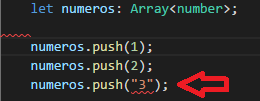 let numeros: Array<number>;
numeros.push(1);
numeros.push(2);
numeros.push("3");